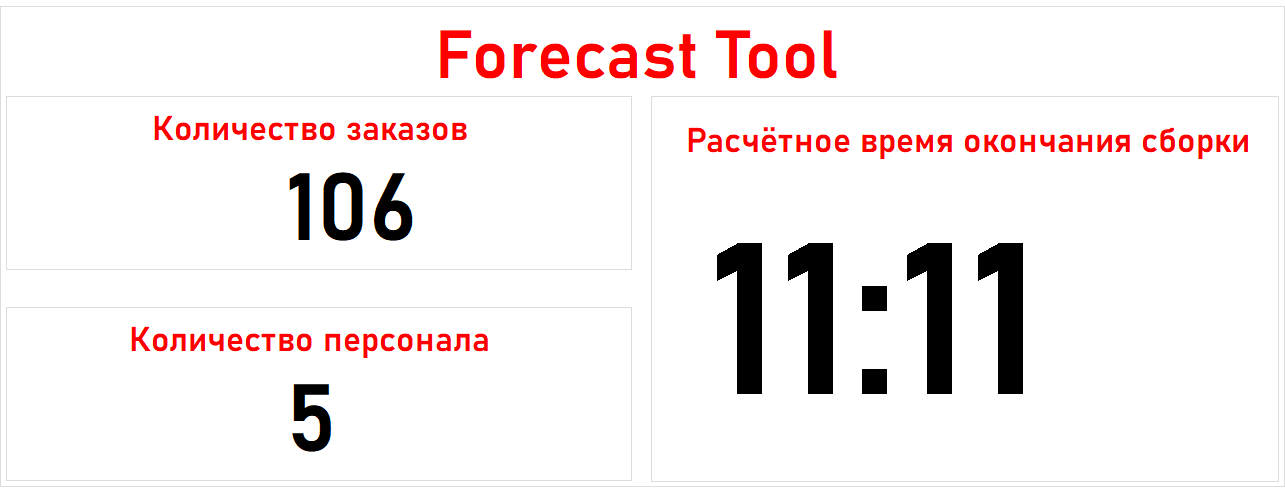 Forecast Tool
Количество заказов
106
Количество персонала
5
Расчётное время окончания сборки
11:11